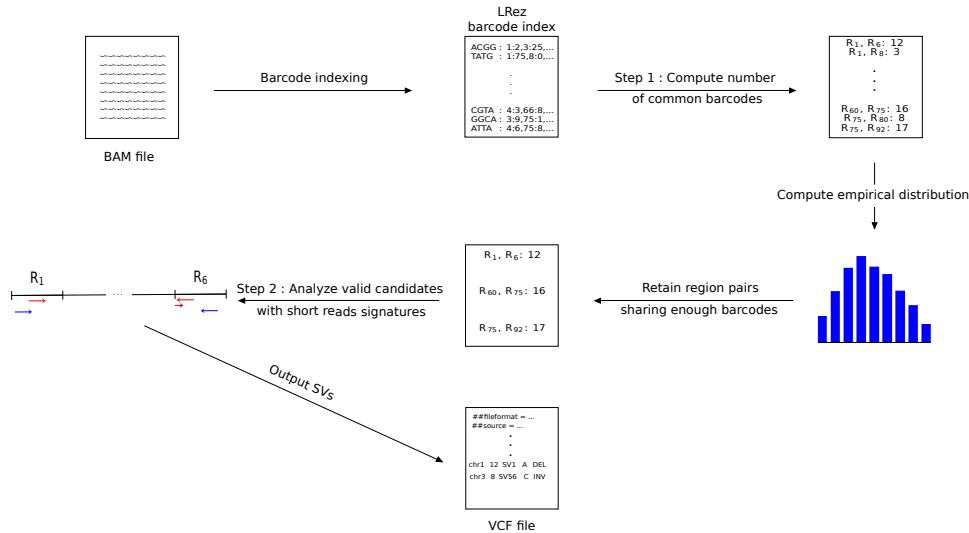 LRez
barcode index
BAM file
Barcode indexing
ACGG : 1:2,3:25,...
TATG : 1:75,8:0,...
.
.
.
CGTA : 4:3,66:8,...
GGCA : 3:9,75:1,...
ATTA : 4:6,75:8,...
Step 1 : Compute number
of common barcodes
R1, R6: 12
R1, R8: 3
.
.
.
R60, R75: 16
R75, R80: 8
R75, R92: 17
Compute empirical distribution
Retain region pairs
sharing enough barcodes
R1, R6: 12
R60, R75: 16
R75, R92: 17
Step 2 : Analyze valid candidates
with short reads signatures
R1
...
R6
Output SVs
##fileformat = ...
##source = ...
.
.
.
chr1 12 SV1 A DEL
chr3 8 SV56 C INV
VCF file